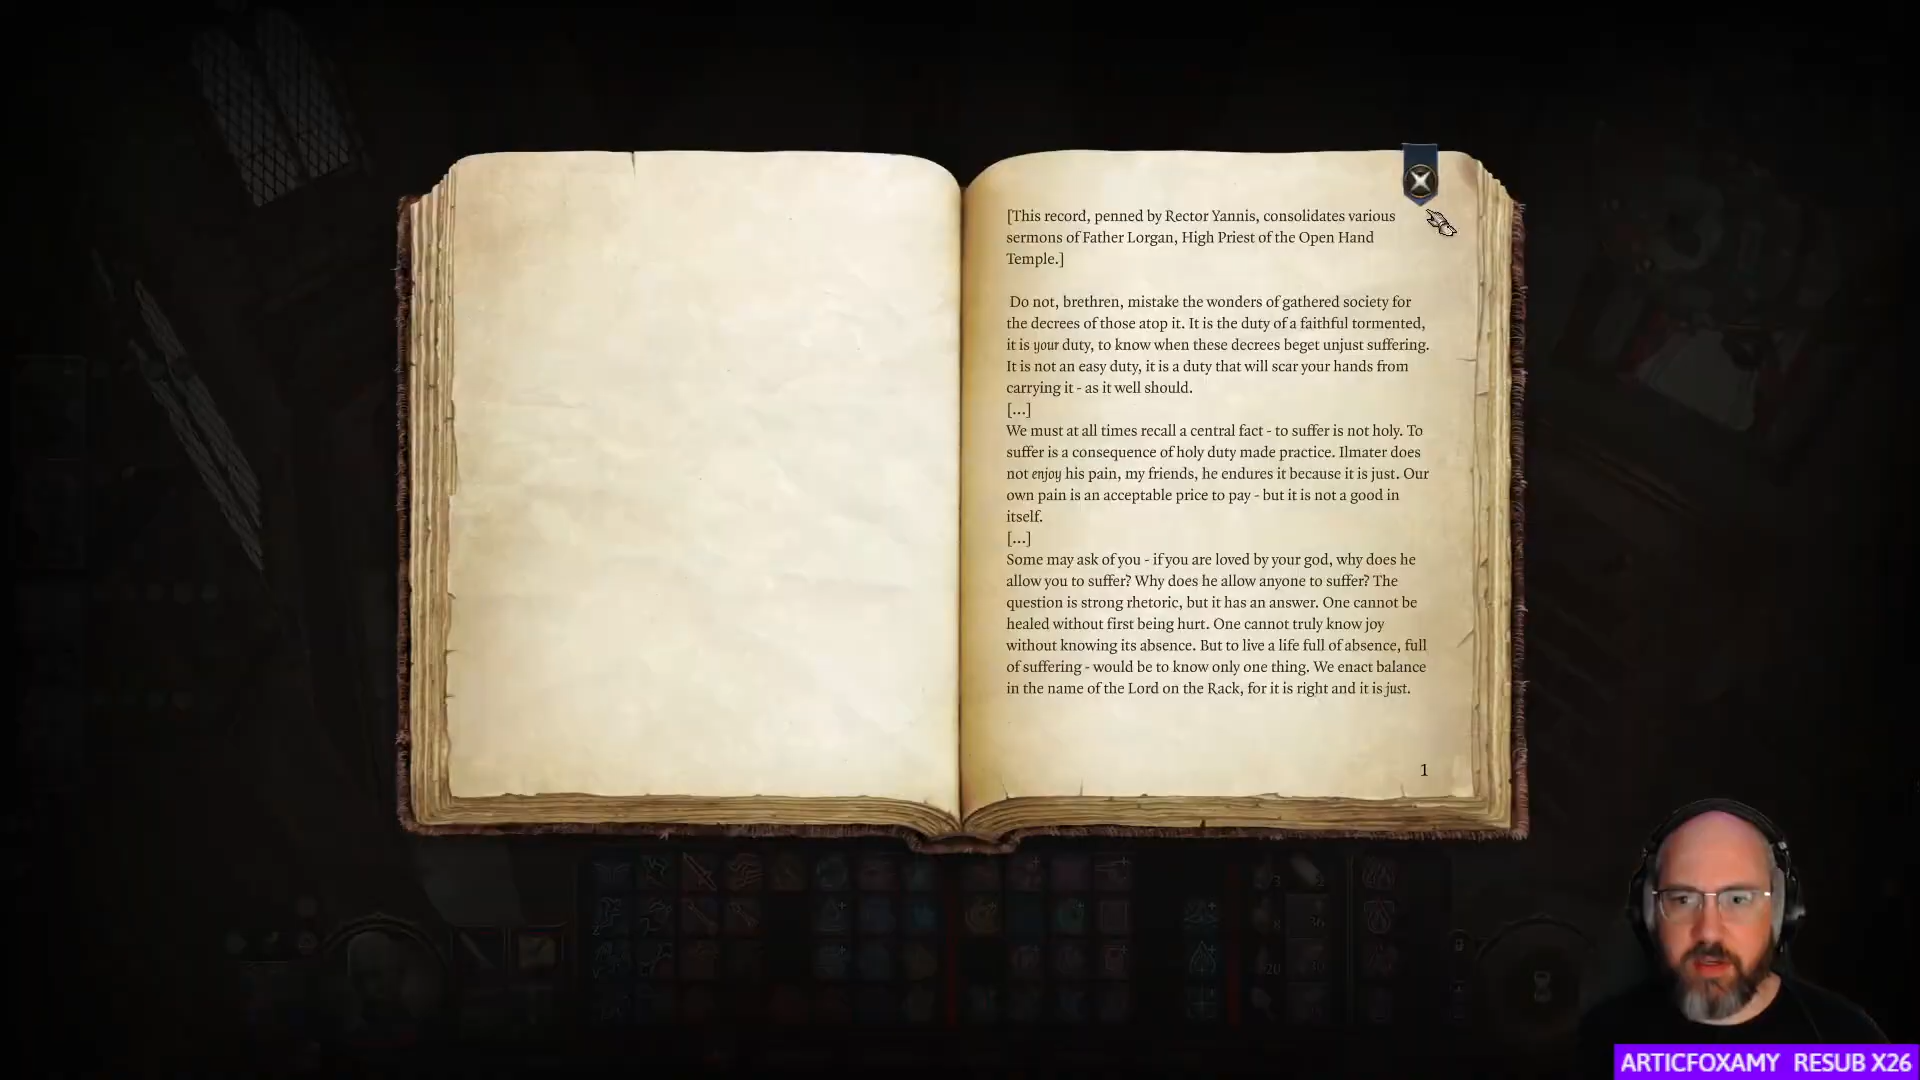 [This record, penned by Rector Yannis, consolidates various
sermons of Father Lorgan, High Priest of the Open Hand
Temple.]
Do not, brethren, mistake the wonders of gathered society for
the decrees of those atop it. It is the duty of a faithful tormented,
it is your duty, to know when these decrees beget unjust suffering.
It is not an easy duty, it is a duty that will scar your hands from
carrying it - as it well should.
[...]
We must at all times recall a central fact - to suffer is not holy. To
suffer is a consequence of holy duty made practice. Ilmater does
not enjoy his pain, my friends, he endures it because it is just. Our
own pain is an acceptable price to pay - but it is not a good in
itself.
[...]
Some may ask of you - if you are loved by your god, why does he
allow you to suffer? Why does he allow anyone to suffer? The
question is strong rhetoric, but it has an answer. One cannot be
healed without first being hurt. One cannot truly know joy
without knowing its absence. But to live a life full of absence, full
of suffering - would be to know only one thing. We enact balance
in the name of the Lord on the Rack, for it is right and it is just.
1
ARTICFOXAMY RESUB X26